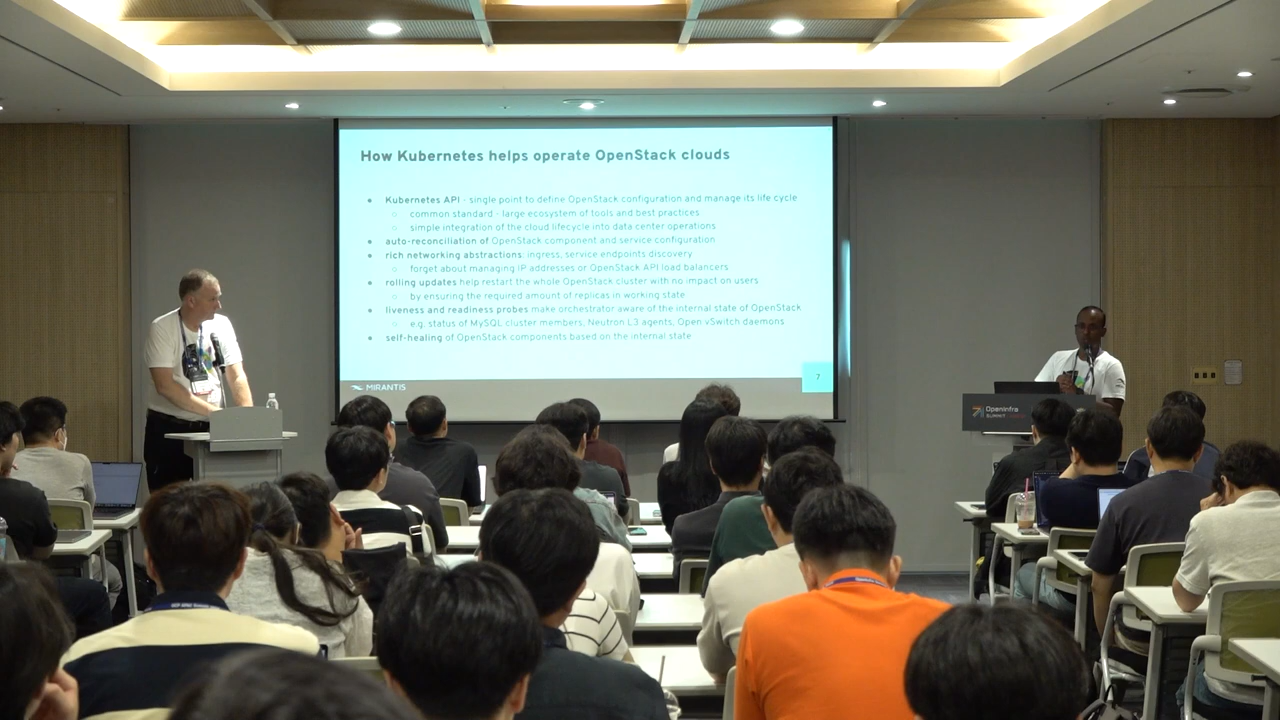 How Kubernetes helps operate OpenStack clouds
● Kubernetes API - single point to define OpenStack configuration and manage its life cycle
○ common standard - large ecosystem of tools and best practices
○ simple integration of the cloud lifecycle into data center operations
● auto-reconciliation of OpenStack component and service configuration
● rich networking abstractions: ingress, service endpoints discovery
○ forget about managing IP addresses or OpenStack API load balancers
● rolling updates help restart the whole OpenStack cluster with no impact on users
○ by ensuring the required amount of replicas in working state
● liveness and readiness probes make orchestrator aware of the internal state of OpenStack
○ e.g. status of MySQL cluster members, Neutron L3 agents, Open vSwitch daemons
● self-healing of OpenStack components based on the internal state
MIRANTIS
7
OpenInfra
SUMMIT